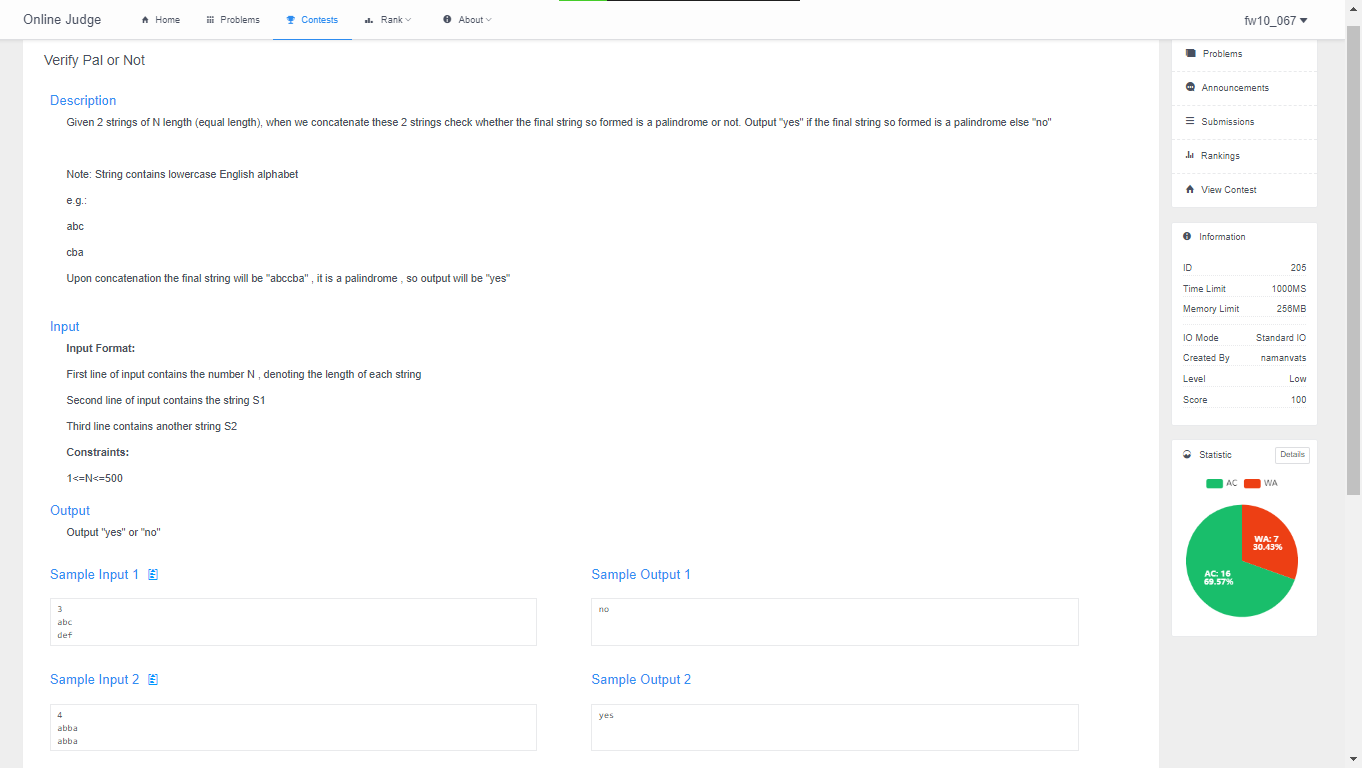 Online Judge
Home
Problems
Contests
Rank
About
fw10_067
Verify Pal or Not
Description
Given 2 strings of N length (equal length), when we concatenate these 2 strings check whether the final string so formed is a palindrome or not. Output "yes" if the final string so formed is a palindrome else "no"
Note: String contains lowercase English alphabet
e.g.:
abc
cba
Upon concatenation the final string will be "abccba" , it is a palindrome , so output will be "yes"
Input
Input Format:
First line of input contains the number N , denoting the length of each string
Second line of input contains the string S1
Third line contains another string S2
Constraints:
1<=N<=500
Output
Output "yes" or "no"
Sample Input 1
3
abc
def
Sample Output 1
no
Sample Input 2
4
abba
abba
Sample Output 2
yes
Problems
Announcements
Submissions
Rankings
View Contest
Information
ID 205
Time Limit 1000MS
Memory Limit 256MB
IO Mode Standard IO
Created By namanvats
Level Low
Score 100
Statistic Details
AC WA
WA: 7
30.43%
AC: 16
69.57%